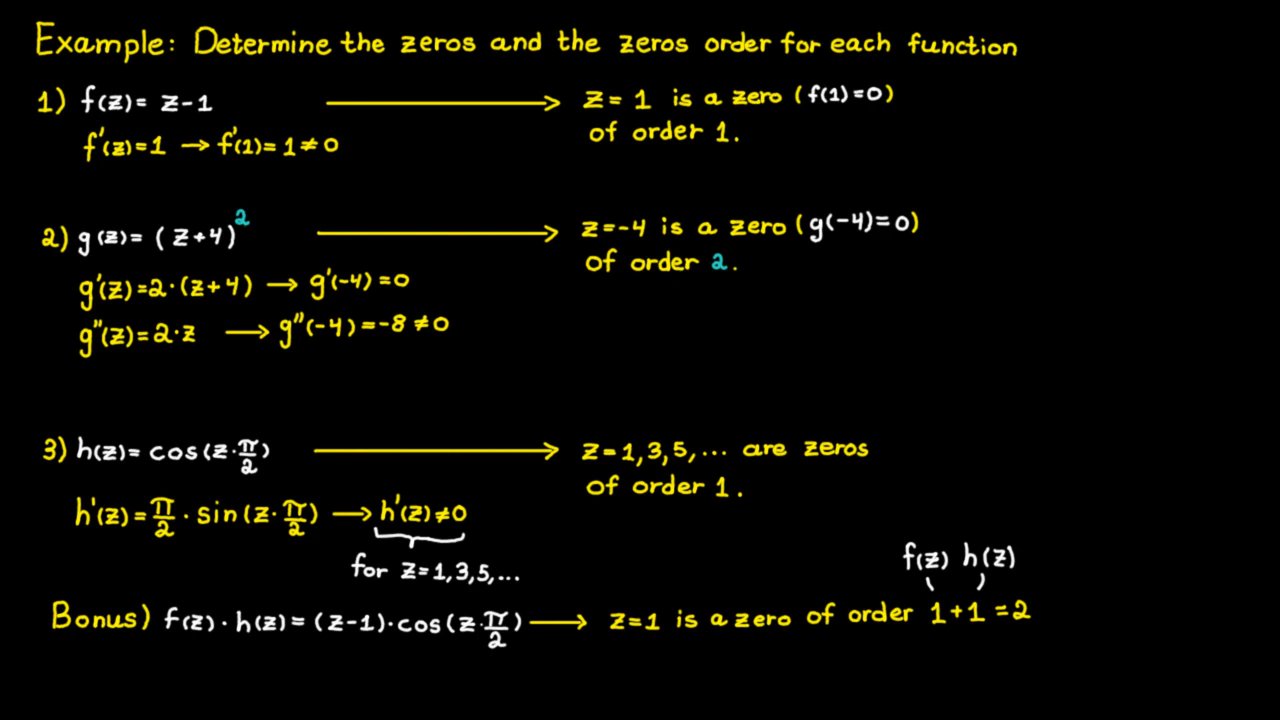 Example: Determine the zeros and the zeros order for each function
1) f(z) = z-1 → z = 1 is a zero (f(1)=0)
of order 1.
f'(z)=1 → f'(1) = 1 ≠ 0
2) g(z) = (z+4)² → z=-4 is a zero (g(-4)=0)
of order 2.
g'(z)=2·(z+4) → g'(-4)=0
g''(z)=2·z → g''(-4)=-8≠0
3) h(z) = cos(z·π/2) → z=1,3,5,... are zeros
of order 1.
h'(z)=π/2 · sin(z·π/2) → h'(z)≠0
for z=1,3,5,...
f(z) h(z)
Bonus) f(z)·h(z)=(z-1)·cos(z·π/2) → z=1 is a zero of order 1+1=2